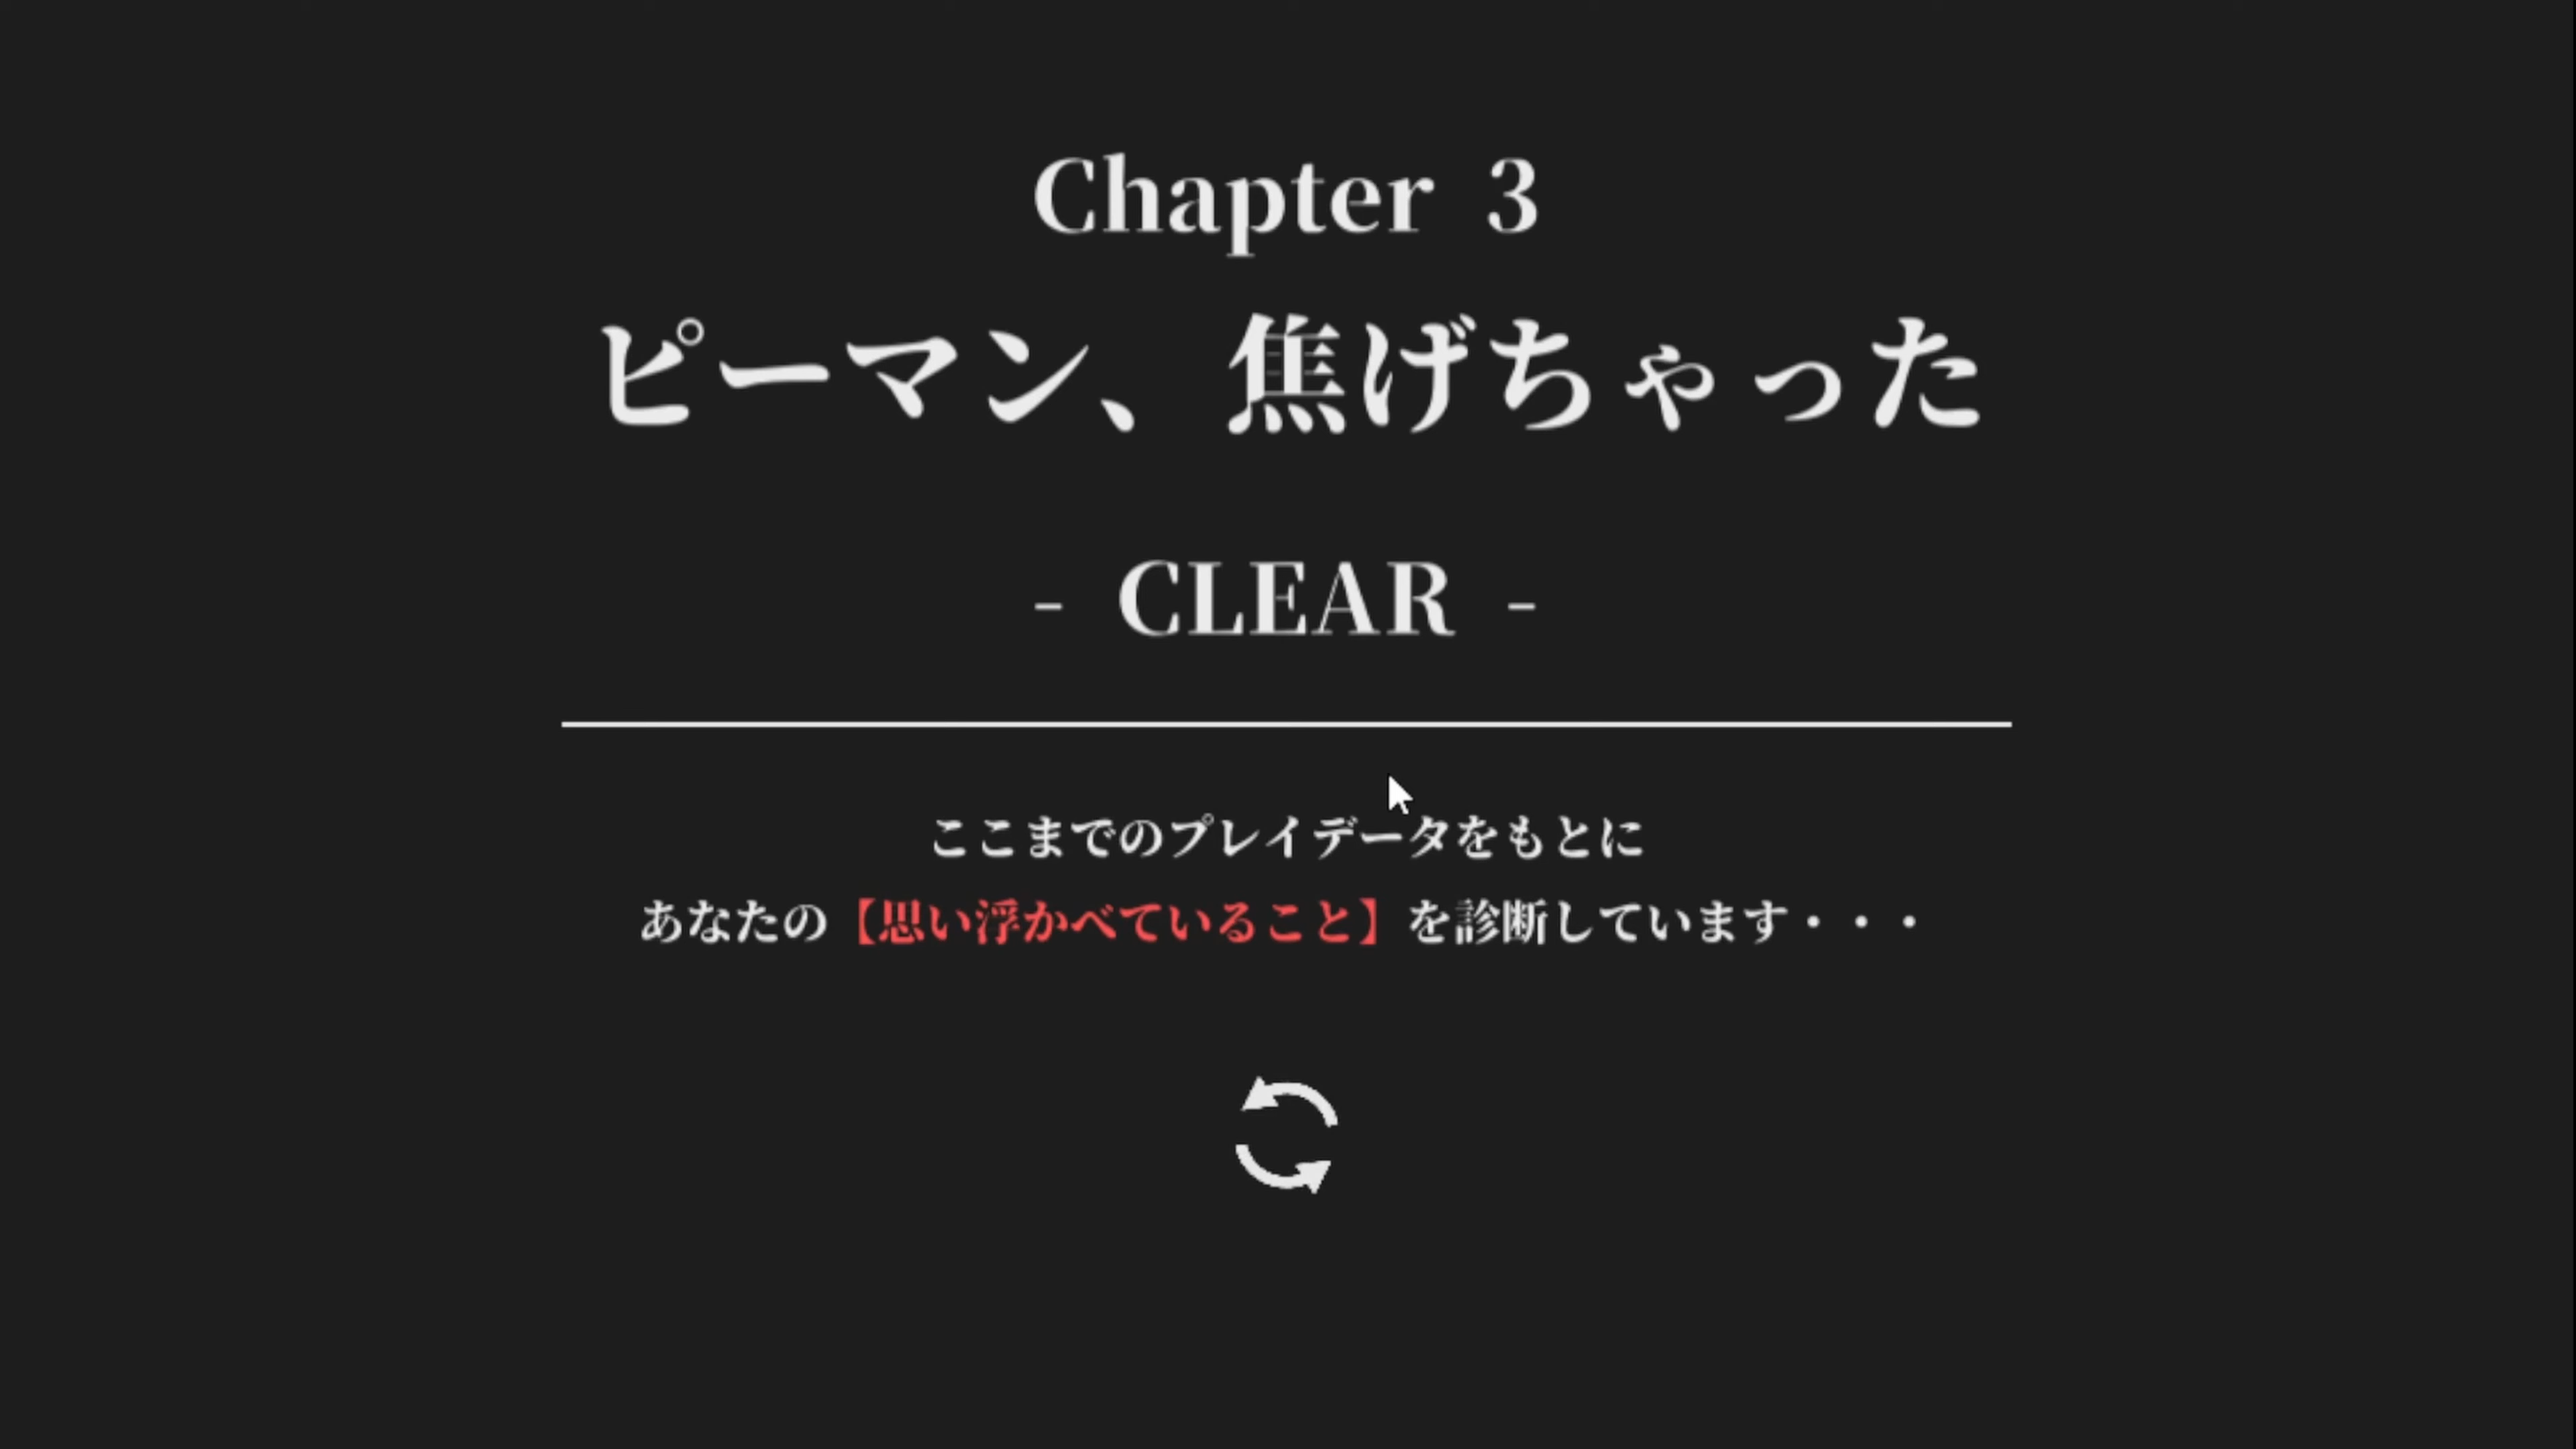 Chapter 3
ピーマン、焦げちゃった
- CLEAR -
ここまでのプレイデータをもとに
あなたの【思い浮かべていること】を診断しています・・・